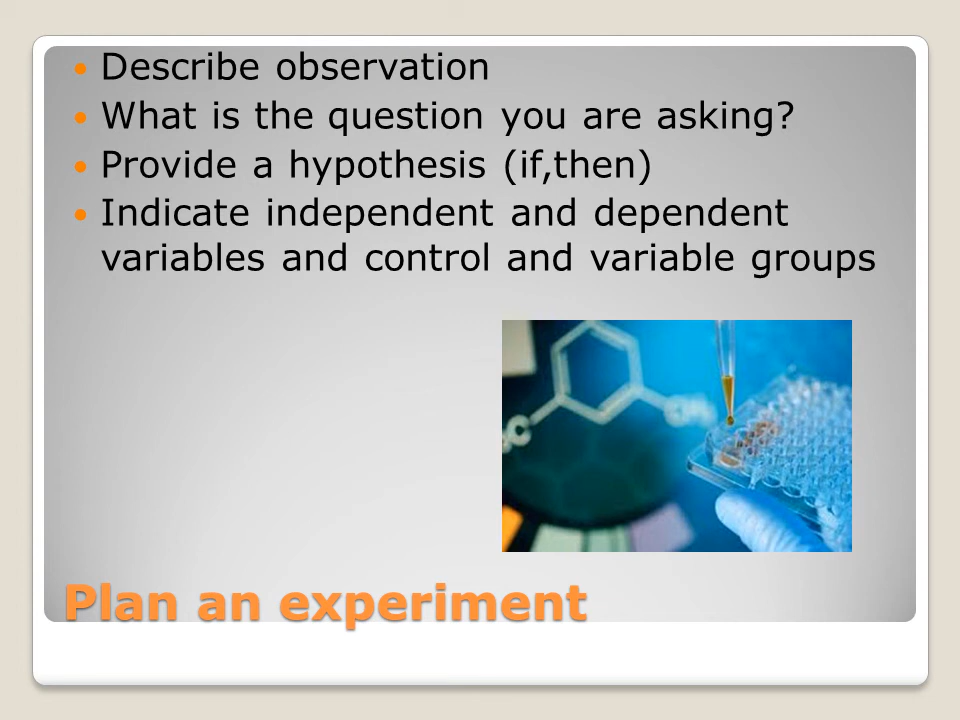 • Describe observation
• What is the question you are asking?
• Provide a hypothesis (if,then)
• Indicate independent and dependent
variables and control and variable groups
Plan an experiment